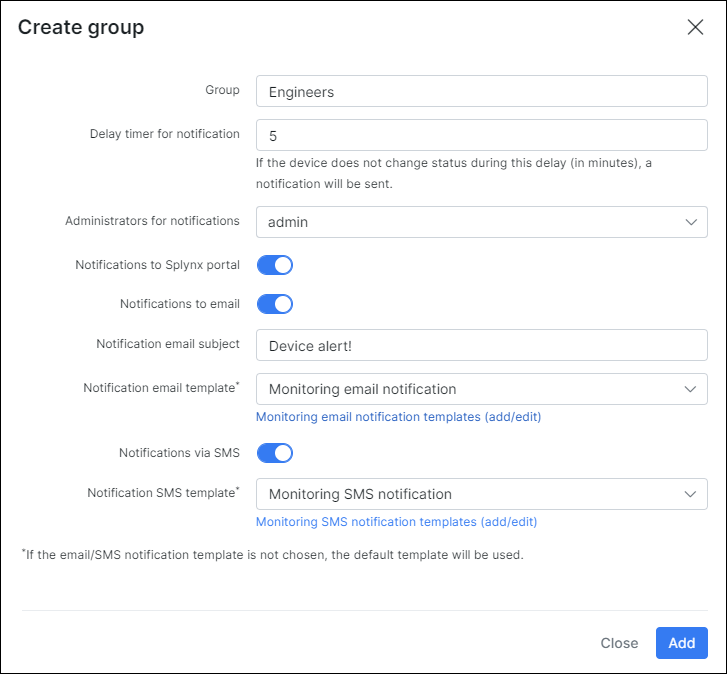 Create group
Group
Engineers
Delay timer for notification
5
If the device does not change status during this delay (in minutes), a
notification will be sent.
Administrators for notifications
admin
Notifications to Splynx portal
Notifications to email
Notification email subject
Device alert!
Notification email template*
Monitoring email notification
Monitoring email notification templates (add/edit)
Notifications via SMS
Notification SMS template*
Monitoring SMS notification
Monitoring SMS notification templates (add/edit)
*If the email/SMS notification template is not chosen, the default template will be used.
Close
Add